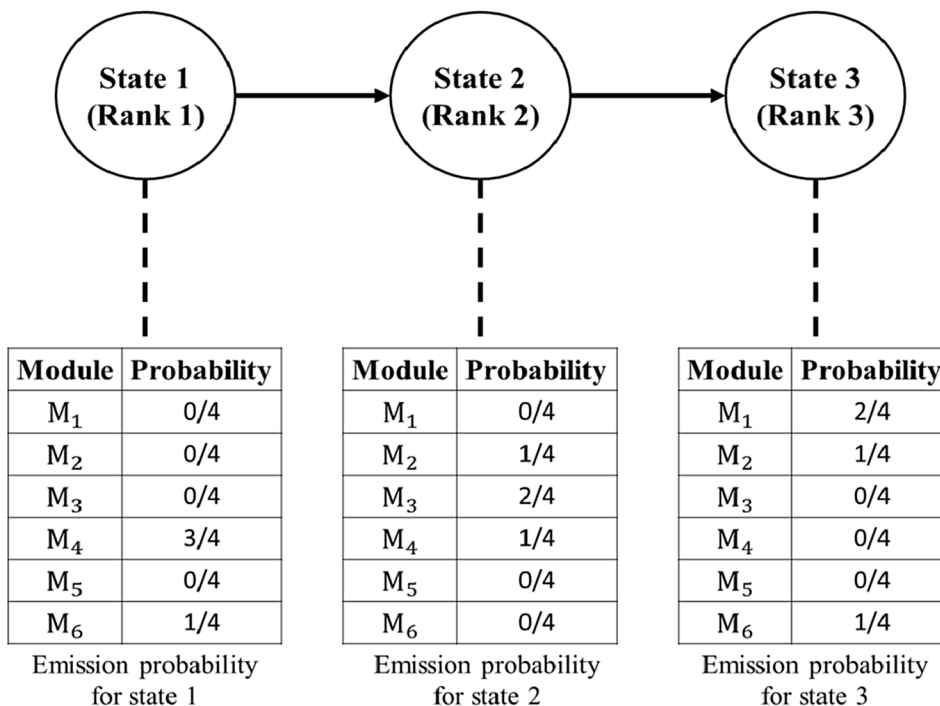 State 1
(Rank 1)
State 2
(Rank 2)
State 3
(Rank 3)
Module Probability
M₁ 0/4
M₂ 0/4
M₃ 0/4
M₄ 3/4
M₅ 0/4
M₆ 1/4
Emission probability
for state 1
Module Probability
M₁ 0/4
M₂ 1/4
M₃ 2/4
M₄ 1/4
M₅ 0/4
M₆ 0/4
Emission probability
for state 2
Module Probability
M₁ 2/4
M₂ 1/4
M₃ 0/4
M₄ 0/4
M₅ 0/4
M₆ 1/4
Emission probability
for state 3